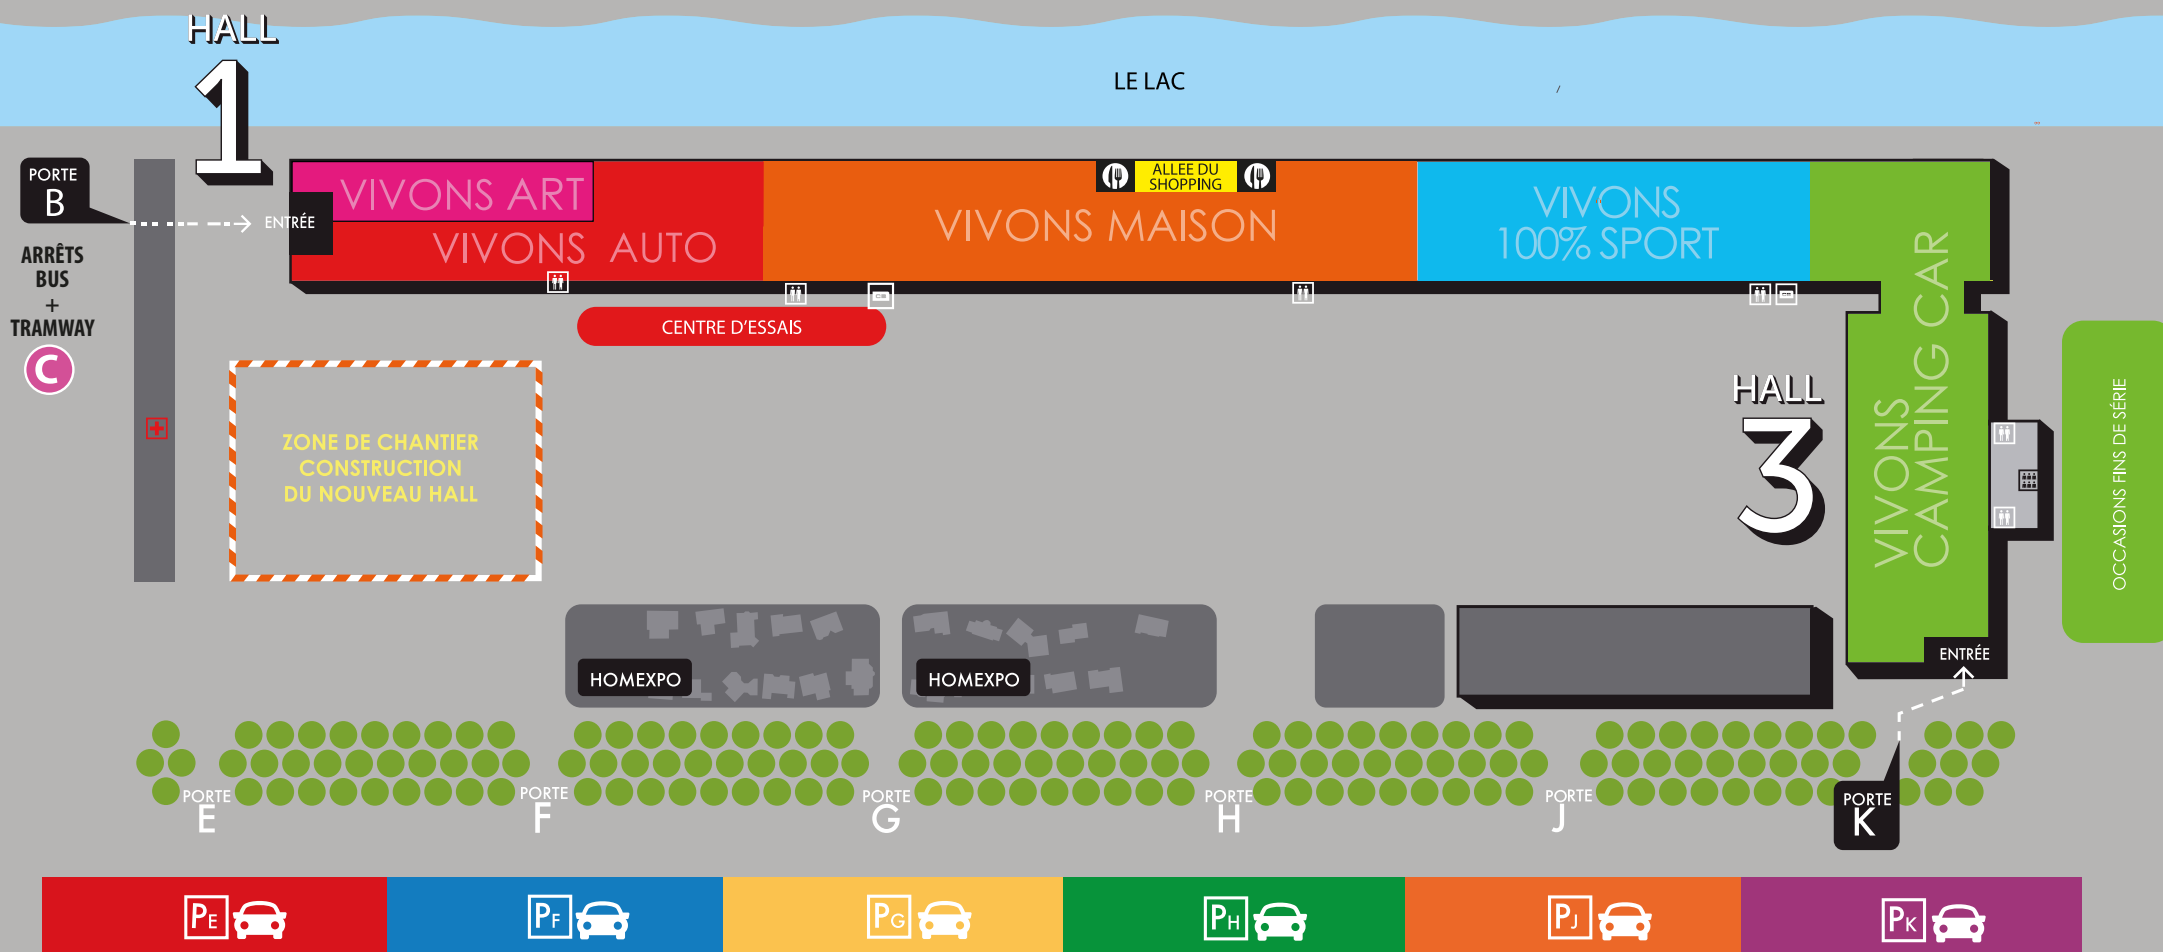 HALL
1
LE LAC
PORTE
B
ENTRÉE
ARRÊTS
BUS
+
TRAMWAY
C
VIVONS ART
VIVONS AUTO
ALLEE DU
SHOPPING
VIVONS MAISON
VIVONS
100% SPORT
VIVONS
CAMPING CAR
CENTRE D'ESSAIS
ZONE DE CHANTIER
CONSTRUCTION
DU NOUVEAU HALL
HALL
3
OCCASIONS FINS DE SÉRIE
ENTRÉE
HOMEXPO
HOMEXPO
PORTE
E
PORTE
F
PORTE
G
PORTE
H
PORTE
J
PORTE
K
PE
PF
PG
PH
PJ
PK